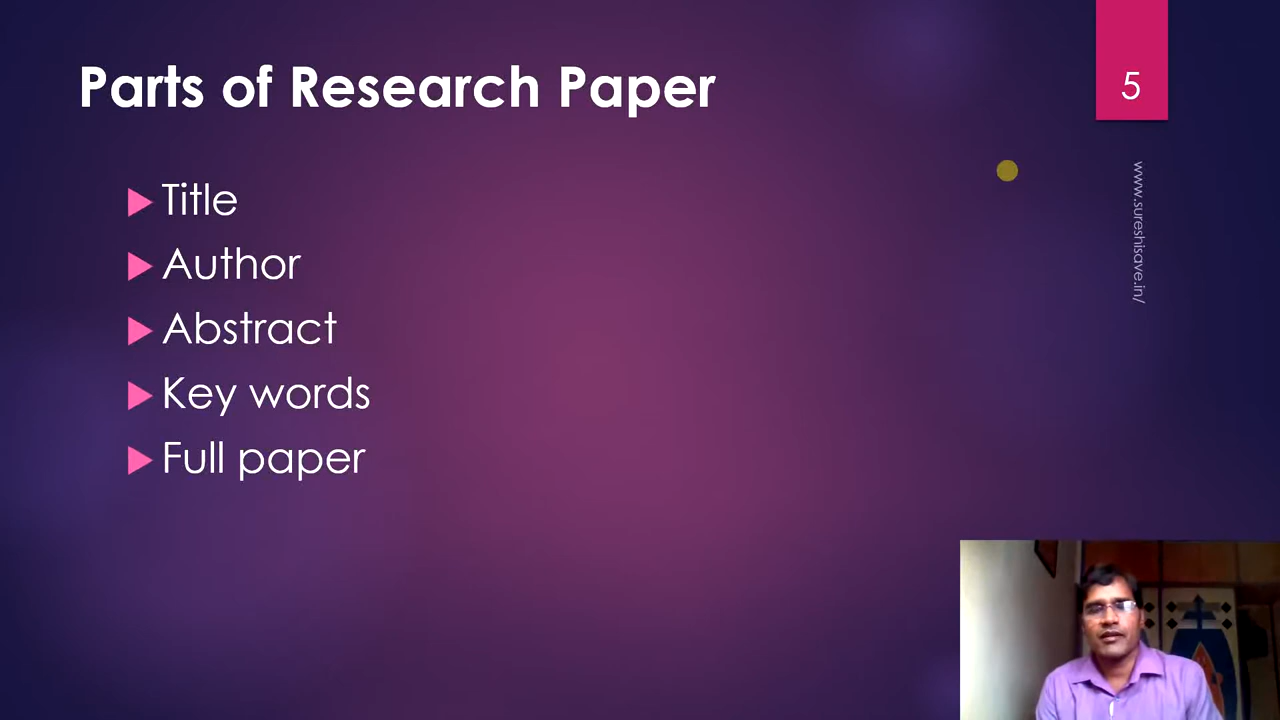 Parts of Research Paper
5
Title
Author
Abstract
Key words
Full paper
www.sureshisave.in/